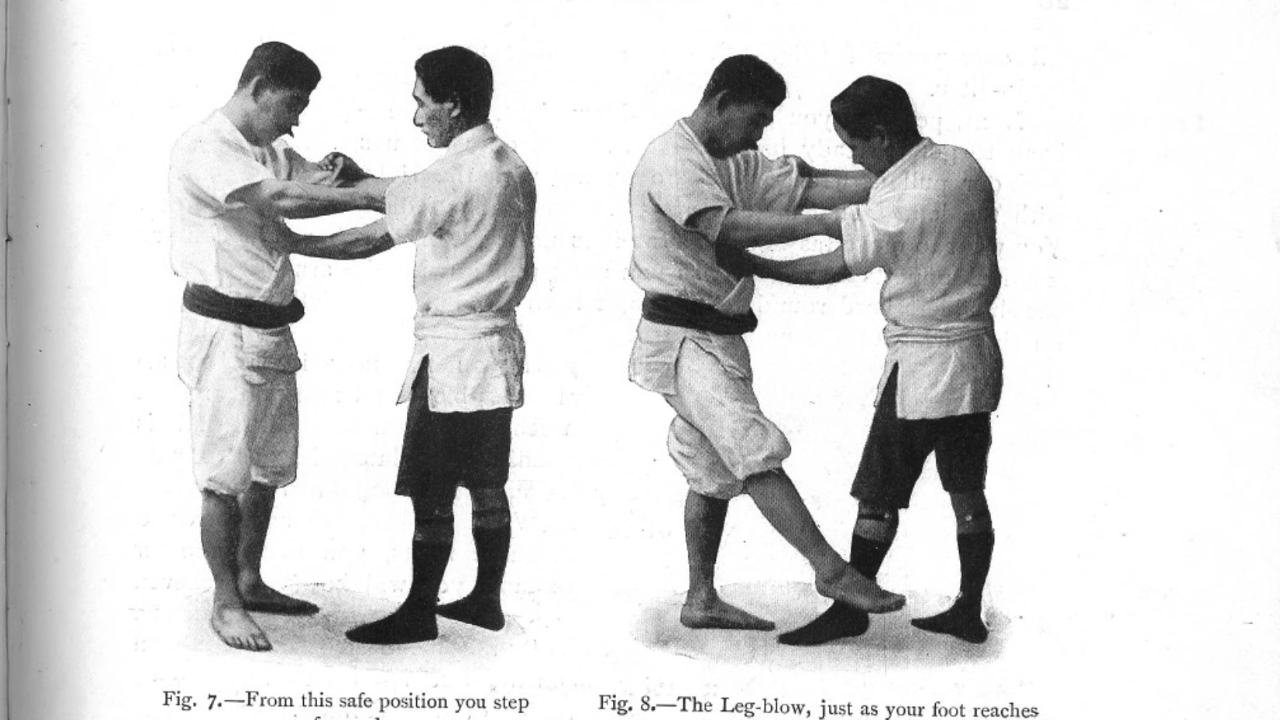 Fig. 7.—From this safe position you step
Fig. 8.—The Leg-blow, just as your foot reaches